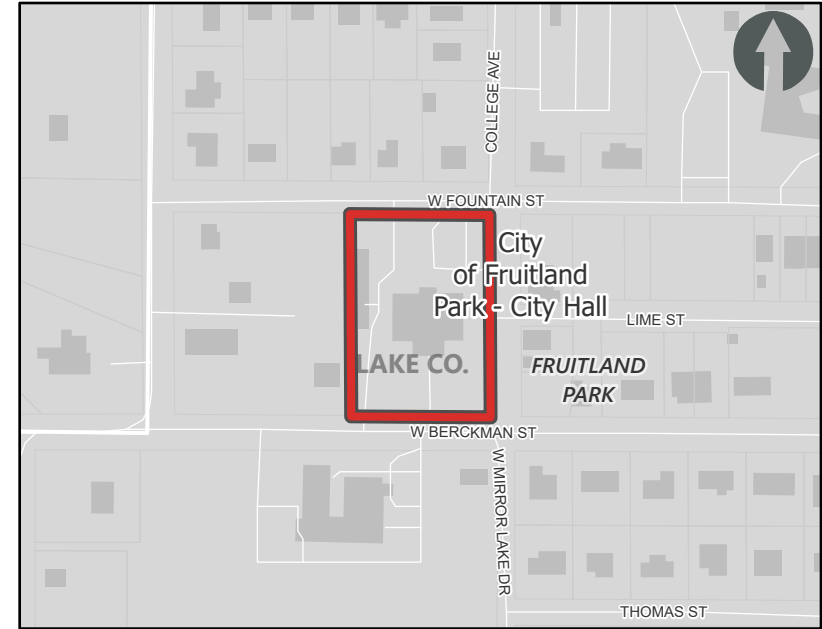 COLLEGE AVE
W FOUNTAIN ST
City
of Fruitland
Park - City Hall
LIME ST
LAKE CO.
FRUITLAND
PARK
W BERCKMAN ST
W MIRROR LAKE DR
THOMAS ST